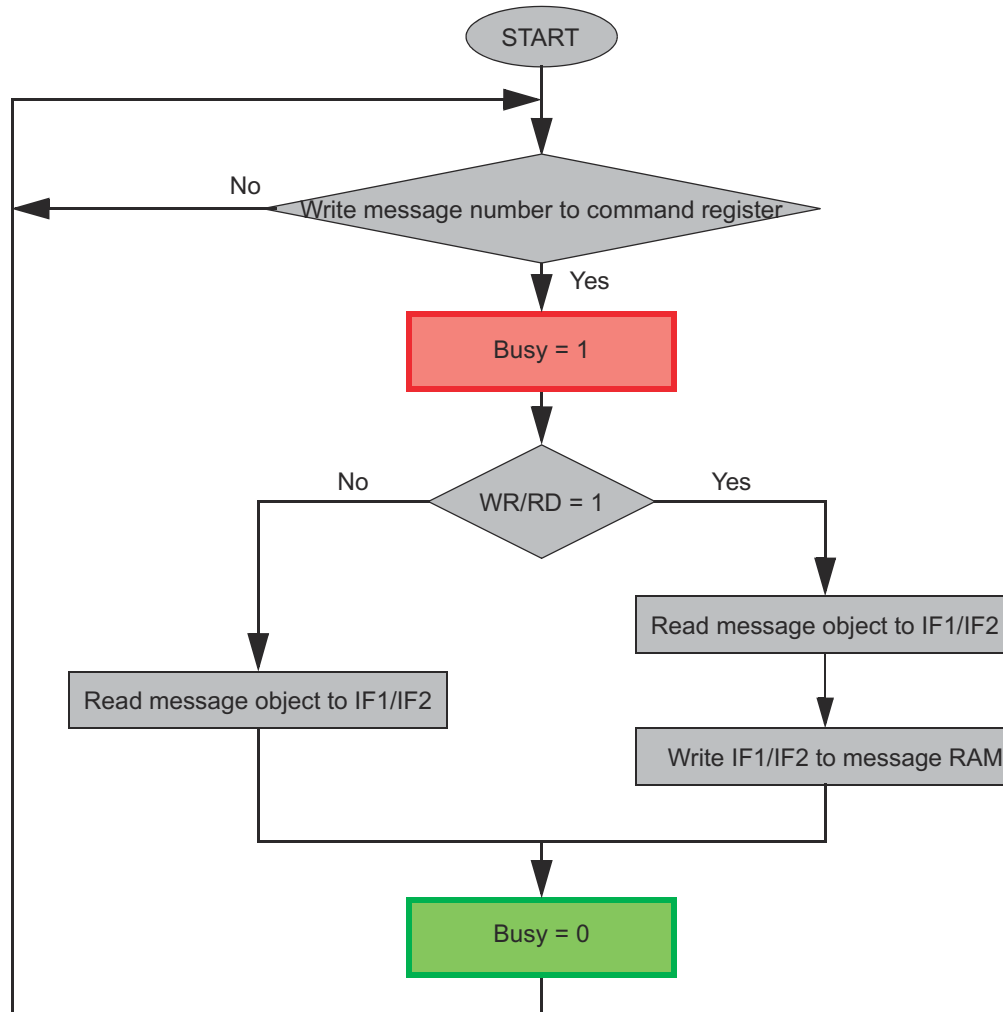 START
No
Write message number to command register
Yes
Busy = 1
No
Yes
WR/RD = 1
Read message object to IF1/IF2
Read message object to IF1/IF2
Write IF1/IF2 to message RAM
Busy = 0